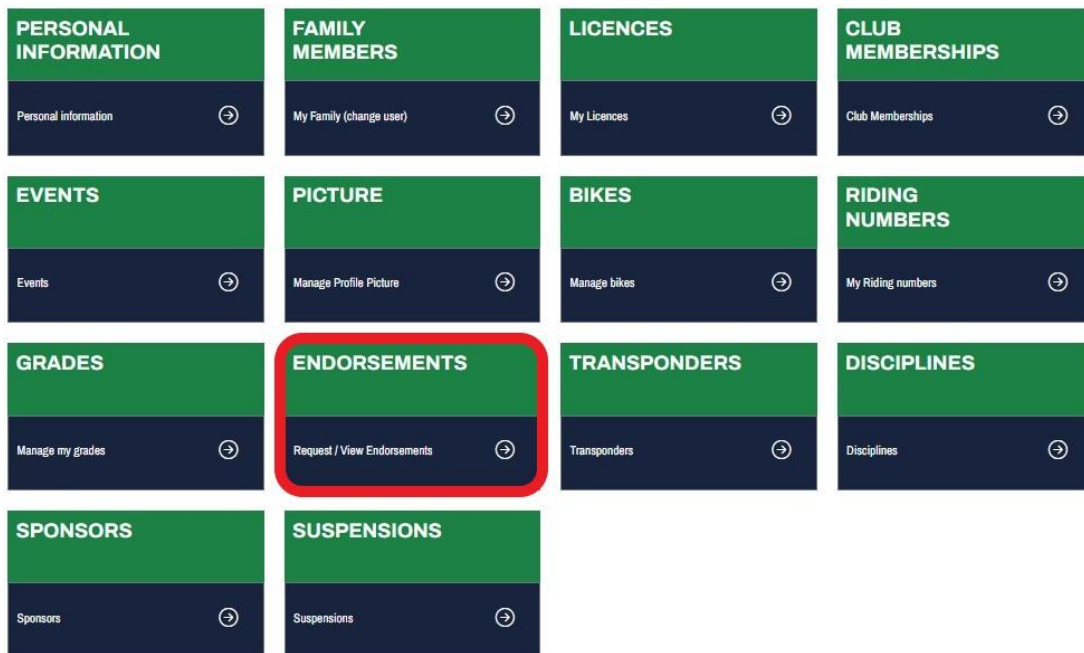 PERSONAL
INFORMATION
Personal information
FAMILY
MEMBERS
My Family (change user)
LICENCES
My Licences
CLUB
MEMBERSHIPS
Club Memberships
EVENTS
Events
PICTURE
Manage Profile Picture
BIKES
Manage bikes
RIDING
NUMBERS
My Riding numbers
GRADES
Manage my grades
ENDORSEMENTS
Request / View Endorsements
TRANSPONDERS
Transponders
DISCIPLINES
Disciplines
SPONSORS
Sponsors
SUSPENSIONS
Suspensions